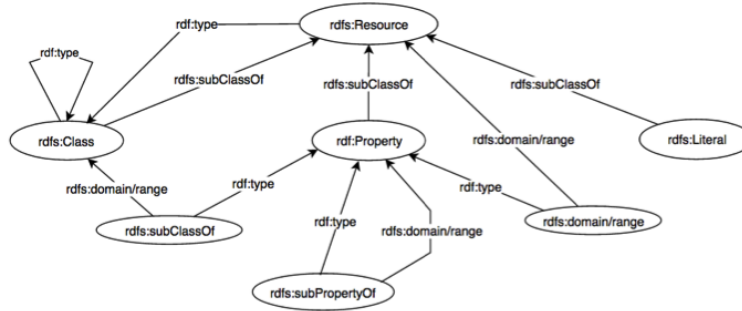 rdfs:Resource
rdf:type
rdf:type
rdfs:subClassOf
rdfs:subClassOf
rdfs:subClassOf
rdfs:Class
rdf:Property
rdfs:Literal
rdfs:domain/range
rdfs:domain/range
rdf:type
rdf:type
rdfs:subClassOf
rdf:type
rdfs:domain/range
rdfs:domain/range
rdfs:subPropertyOf